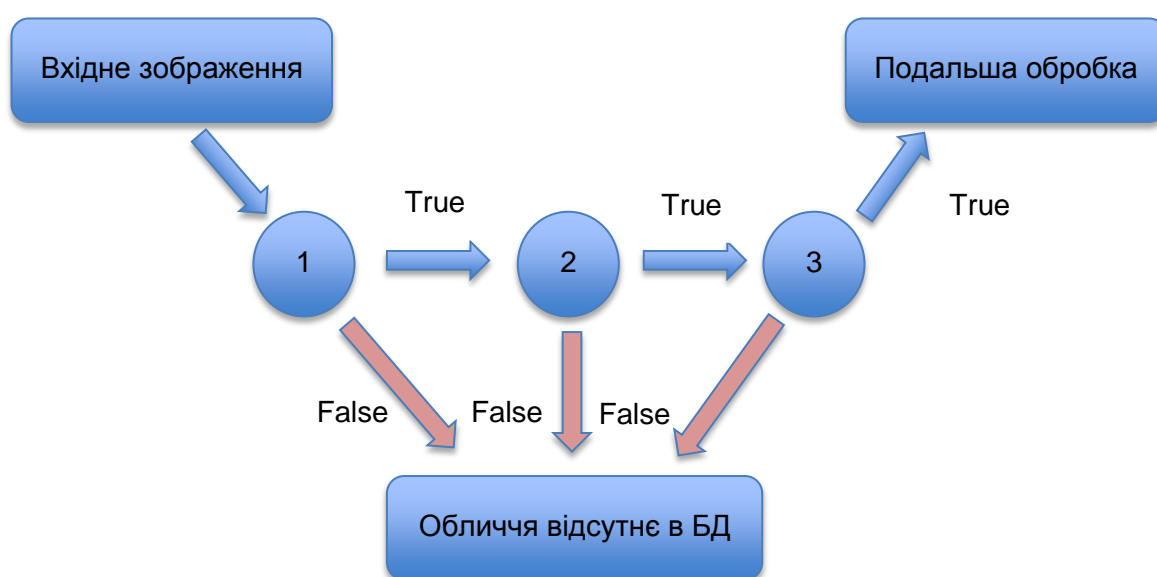 Вхідне зображення
Подальша обробка
True
True
True
1
2
3
False
False
False
Обличчя відсутнє в БД